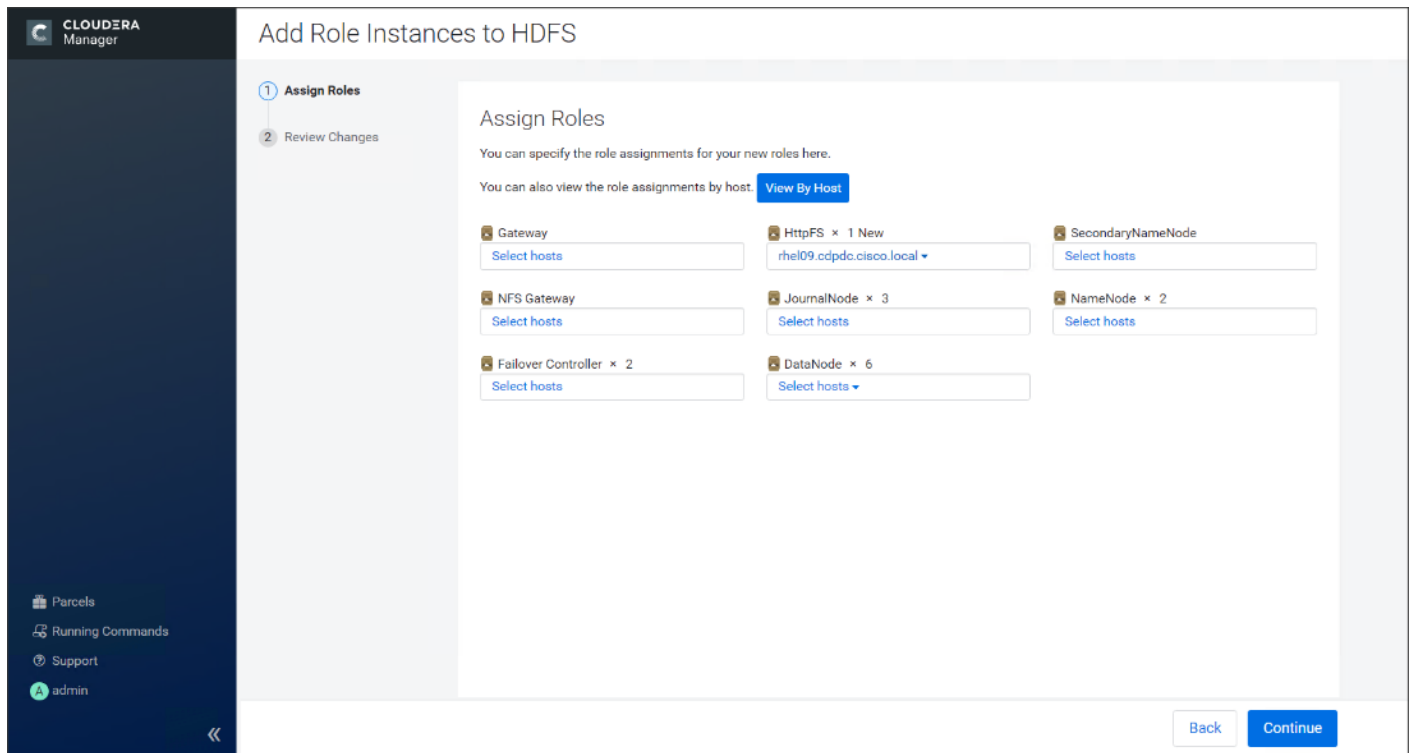 C
CLOUDΞRA
Manager
Add Role Instances to HDFS
1 Assign Roles
2 Review Changes
Assign Roles
You can specify the role assignments for your new roles here.
You can also view the role assignments by host. View By Host
Gateway
Select hosts
HttpFS × 1 New
rhel09.cdpdc.cisco.local
SecondaryNameNode
Select hosts
NFS Gateway
Select hosts
JournalNode × 3
Select hosts
NameNode × 2
Select hosts
Failover Controller × 2
Select hosts
DataNode × 6
Select hosts
Parcels
Running Commands
Support
A admin
Back
Continue